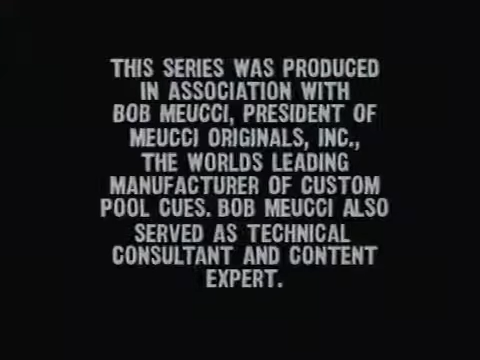 THIS SERIES WAS PRODUCED
IN ASSOCIATION WITH
BOB MEUCCI, PRESIDENT OF
MEUCCI ORIGINALS, INC.,
THE WORLDS LEADING
MANUFACTURER OF CUSTOM
POOL CUES. BOB MEUCCI ALSO
SERVED AS TECHNICAL
CONSULTANT AND CONTENT
EXPERT.